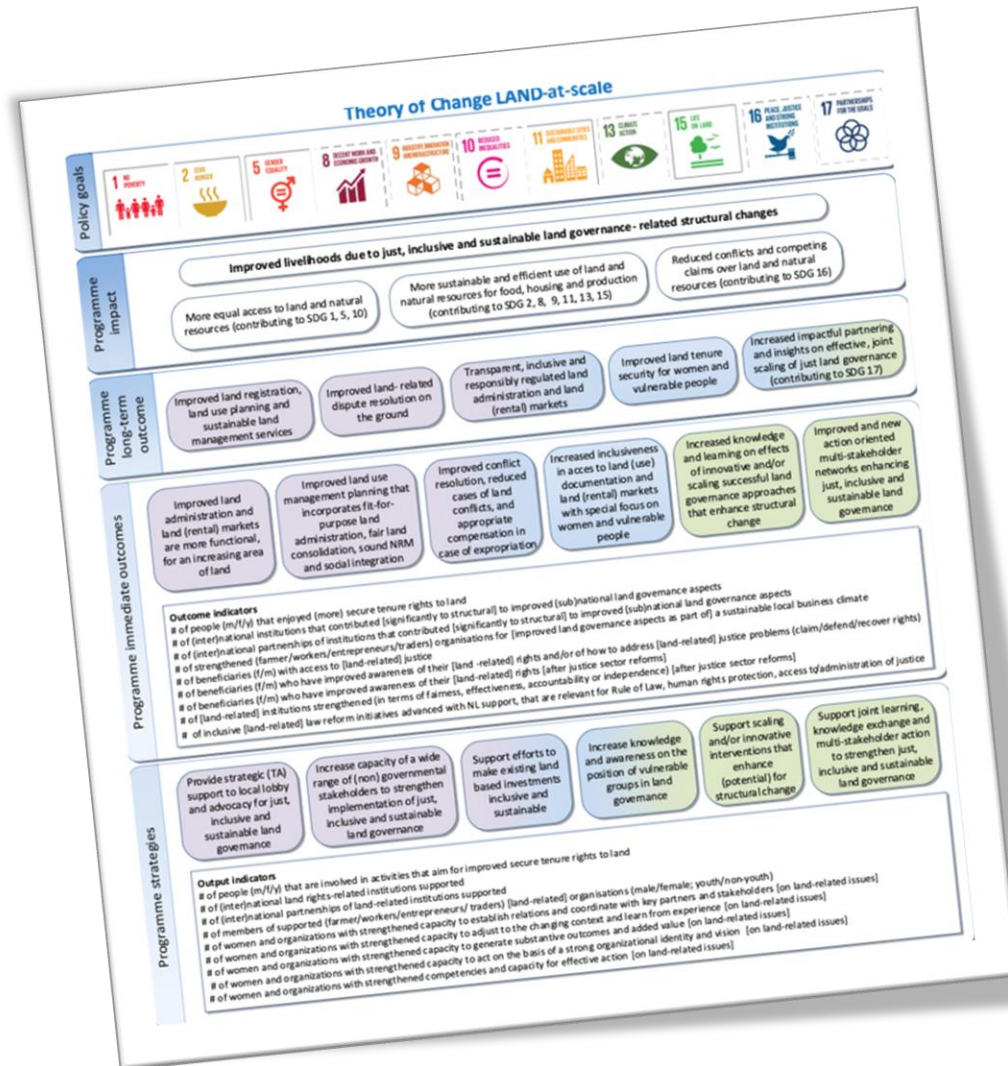 Theory of Change LAND-at-scale
Policy goals
1 NO
POVERTY
2 ZERO
HUNGER
5 GENDER
EQUALITY
8 DECENT WORK AND
ECONOMIC GROWTH
9 INDUSTRY, INNOVATION
AND INFRASTRUCTURE
10 REDUCED
INEQUALITIES
11 SUSTAINABLE CITIES
AND COMMUNITIES
13 CLIMATE
ACTION
15 LIFE
ON LAND
16 PEACE, JUSTICE
AND STRONG
INSTITUTIONS
17 PARTNERSHIPS
FOR THE GOALS
Programme
impact
Improved livelihoods due to just, inclusive and sustainable land governance- related structural changes
More equal access to land and natural
resources (contributing to SDG 1, 5, 10)
More sustainable and efficient use of land and
natural resources for food, housing and production
(contributing to SDG 2, 8, 9, 11, 13, 15)
Reduced conflicts and competing
claims over land and natural
resources (contributing to SDG 16)
Programme
long-term
outcome
Improved land registration,
land use planning and
sustainable land
management services
Improved land- related
dispute resolution on
the ground
Transparent, inclusive and
responsibly regulated land
administration and land
(rental) markets
Improved land tenure
security for women and
vulnerable people
Increased impactful partnering
and insights on effective, joint
scaling of just land governance
(contributing to SDG 17)
Programme immediate outcomes
Improved land
administration and
land (rental) markets
are more functional,
for an increasing area
of land
Improved land use
management planning that
incorporates fit-for-
purpose land
administration, fair land
consolidation, sound NRM
and social integration
Improved conflict
resolution, reduced
cases of land
conflicts, and
appropriate
compensation in
case of expropriation
Increased inclusiveness
in acces to land (use)
documentation and
land (rental) markets
with special focus on
women and vulnerable
people
Increased knowledge
and learning on effects
of innovative and/or
scaling successful land
governance approaches
that enhance structural
change
Improved and new
action oriented
multi-stakeholder
networks enhancing
just, inclusive and
sustainable land
governance
Outcome indicators
# of people (m/f/y) that enjoyed (more) secure tenure rights to land
# of (inter)national institutions that contributed [significantly to structural] to improved (sub)national land governance aspects
# of (inter)national partnerships of institutions that contributed [significantly to structural] to improved (sub)national land governance aspects
# of strengthened (farmer/workers/entrepreneurs/traders) organisations for [improved land governance aspects as part of] a sustainable local business climate
# of beneficiaries (f/m) with access to [land-related] justice
# of beneficiaries (f/m) who have improved awareness of their [land -related] rights and/or of how to address [land-related] justice problems (claim/defend/recover rights)
# of beneficiaries (f/m) who have improved awareness of their [land-related] rights [after justice sector reforms]
# of [land-related] institutions strengthened (in terms of fairness, effectiveness, accountability or independence) [after justice sector reforms]
# of inclusive [land-related] law reform initiatives advanced with NL support, that are relevant for Rule of Law, human rights protection, access to/administration of justice
Programme strategies
Provide strategic (TA)
support to local lobby
and advocacy for just,
inclusive and
sustainable land
governance
Increase capacity of a wide
range of (non) governmental
stakeholders to strengthen
implementation of just,
inclusive and sustainable
land governance
Support efforts to
make existing land
based investments
inclusive and
sustainable
Increase knowledge
and awareness on the
position of vulnerable
groups in land
governance
Support scaling
and/or innovative
interventions that
enhance
(potential) for
structural change
Support joint learning,
knowledge exchange and
multi-stakeholder action
to strengthen just,
inclusive and sustainable
land governance
Output indicators
# of people (m/f/y) that are involved in activities that aim for improved secure tenure rights to land
# of (inter)national land rights-related institutions supported
# of (inter)national partnerships of land-related institutions supported
# of members of supported (farmer/workers/entrepreneurs/ traders) [land-related] organisations (male/female; youth/non-youth)
# of women and organizations with strengthened capacity to establish relations and coordinate with key partners and stakeholders [on land-related issues]
# of women and organizations with strengthened capacity to adjust to the changing context and learn from experience [on land-related issues]
# of women and organizations with strengthened capacity to generate substantive outcomes and added value [on land-related issues]
# of women and organizations with strengthened capacity to act on the basis of a strong organizational identity and vision [on land-related issues]
# of women and organizations with strengthened competencies and capacity for effective action [on land-related issues]